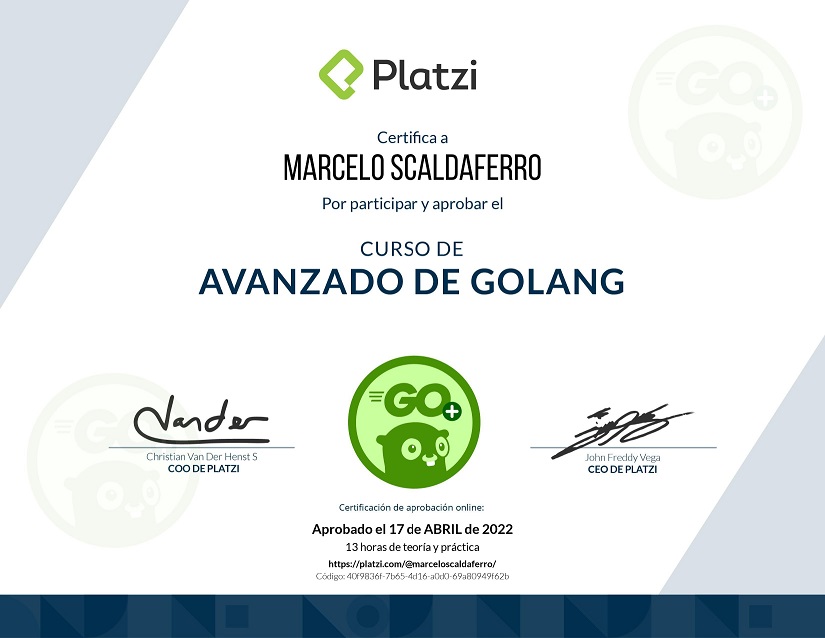 Platzi
Certifica a
MARCELO SCALDAFERRO
Por participar y aprobar el
CURSO DE
AVANZADO DE GOLANG
GO+
Christian Van Der Henst S
COO DE PLATZI
John Freddy Vega
CEO DE PLATZI
Certificación de aprobación online:
Aprobado el 17 de ABRIL de 2022
13 horas de teoría y práctica
https://platzi.com/@marceloscaldaferro/
Código: 40f9836f-7b65-4d16-a0d0-69a80949f62b